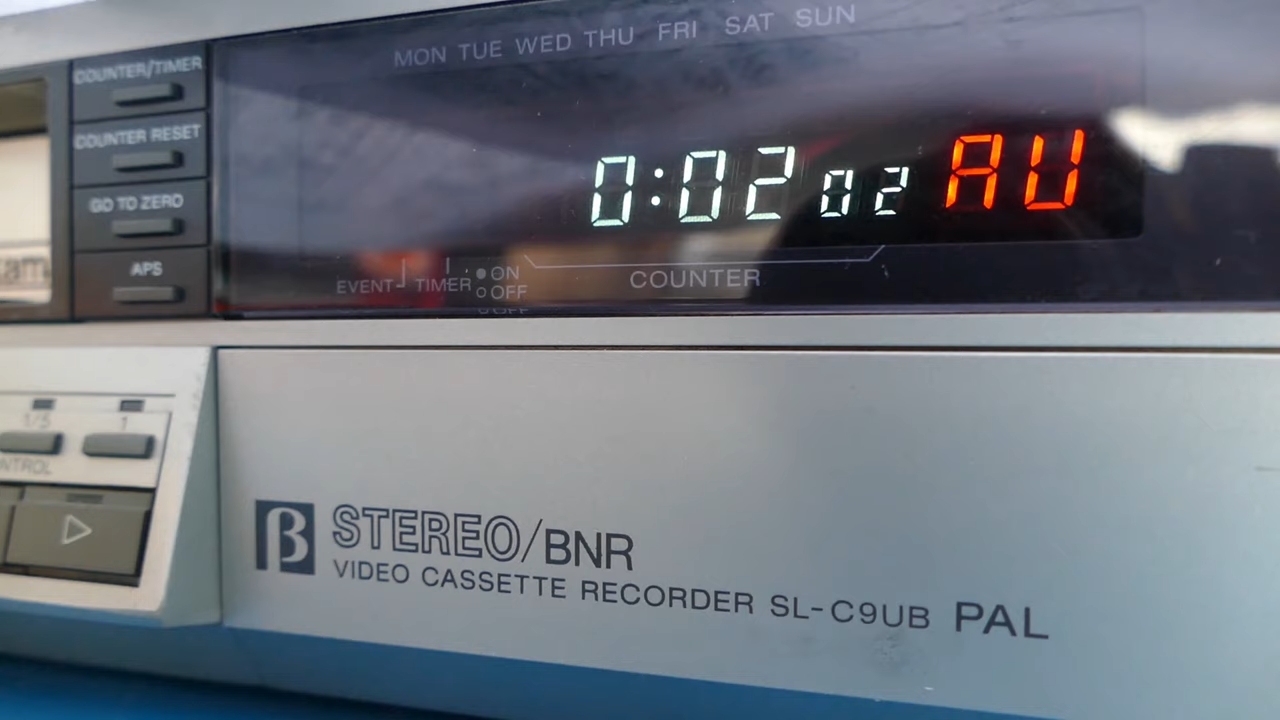 MON TUE WED THU FRI SAT SUN
COUNTER/TIMER
COUNTER RESET
GO TO ZERO
APS
0:02 02 AU
EVENT TIMER ON
OFF
COUNTER
1/5 1
β STEREO/BNR
VIDEO CASSETTE RECORDER SL-C9UB PAL